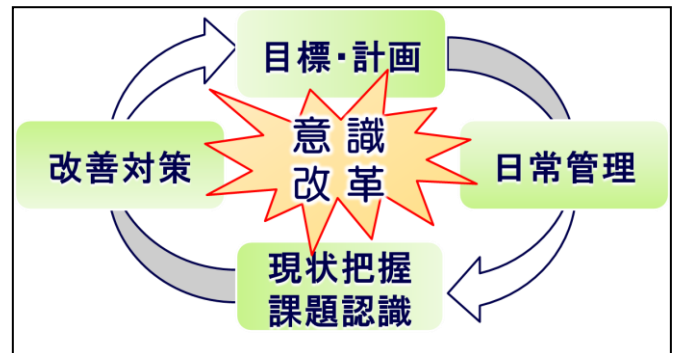 目標・計画
意識
改革
改善対策
日常管理
現状把握
課題認識